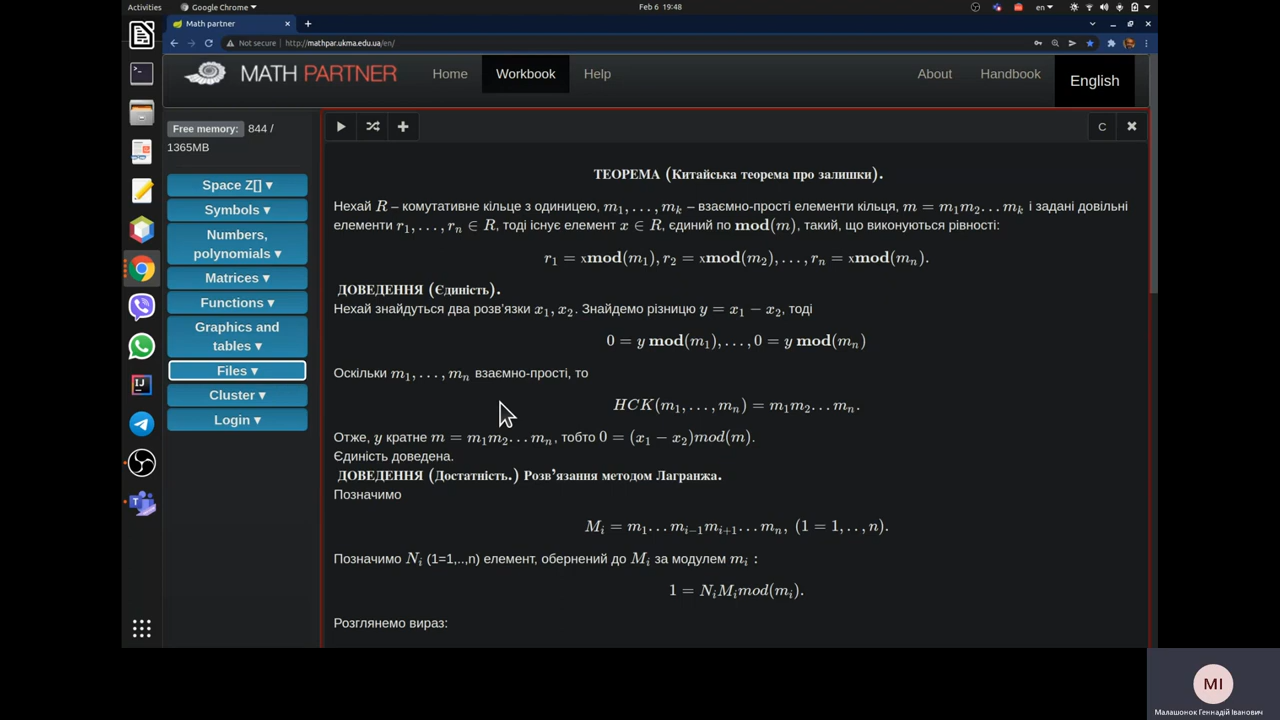 Activities
Google Chrome ▾
Feb 6 19:48
en ▾
Math partner
Not secure
http://mathpar.ukma.edu.ua/en/
MATH PARTNER
Home
Workbook
Help
About
Handbook
English
Free memory: 844 /
1365MB
Space Z[] ▾
Symbols ▾
Numbers,
polynomials ▾
Matrices ▾
Functions ▾
Graphics and
tables ▾
Files ▾
Cluster ▾
Login ▾
C
ТЕОРЕМА (Китайська теорема про залишки).
Нехай R – комутативне кільце з одиницею, m₁, . . . , mₖ – взаємно-прості елементи кільця, m = m₁m₂. . . mₖ і задані довільні
елементи r₁, . . . , rₙ ∈ R, тоді існує елемент x ∈ R, єдиний по mod(m), такий, що виконуються рівності:
r₁ = xmod(m₁), r₂ = xmod(m₂), . . . , rₙ = xmod(mₙ).
ДОВЕДЕННЯ (Єдиність).
Нехай знайдуться два розв'язки x₁, x₂. Знайдемо різницю y = x₁ − x₂, тоді
0 = y mod(m₁), . . . , 0 = y mod(mₙ)
Оскільки m₁, . . . , mₙ взаємно-прості, то
HCK(m₁, . . . , mₙ) = m₁m₂. . . mₙ.
Отже, y кратне m = m₁m₂. . . mₙ, тобто 0 = (x₁ − x₂)mod(m).
Єдиність доведена.
ДОВЕДЕННЯ (Достатність.) Розв'язання методом Лагранжа.
Позначимо
Mᵢ = m₁. . . mᵢ₋₁mᵢ₊₁. . . mₙ, (1 = 1, . ., n).
Позначимо Nᵢ (1=1,..,n) елемент, обернений до Mᵢ за модулем mᵢ :
1 = NᵢMᵢmod(mᵢ).
Розглянемо вираз:
MI
Малашонок Геннадій Іванович